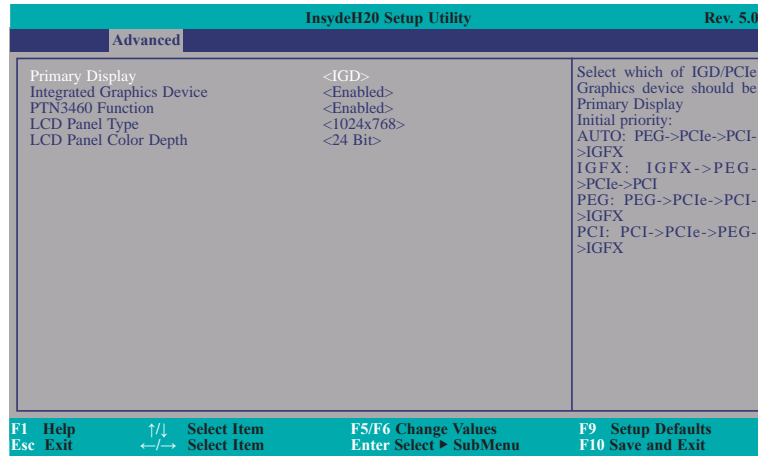 InsydeH20 Setup Utility Rev. 5.0
Advanced
Primary Display <IGD>
Integrated Graphics Device <Enabled>
PTN3460 Function <Enabled>
LCD Panel Type <1024x768>
LCD Panel Color Depth <24 Bit>
Select which of IGD/PCIe
Graphics device should be
Primary Display
Initial priority:
AUTO: PEG->PCIe->PCI-
>IGFX
IGFX: IGFX->PEG-
>PCIe->PCI
PEG: PEG->PCIe->PCI-
>IGFX
PCI: PCI->PCIe->PEG-
>IGFX
F1 Help ↑/↓ Select Item F5/F6 Change Values F9 Setup Defaults
Esc Exit ←/→ Select Item Enter Select ▶ SubMenu F10 Save and Exit